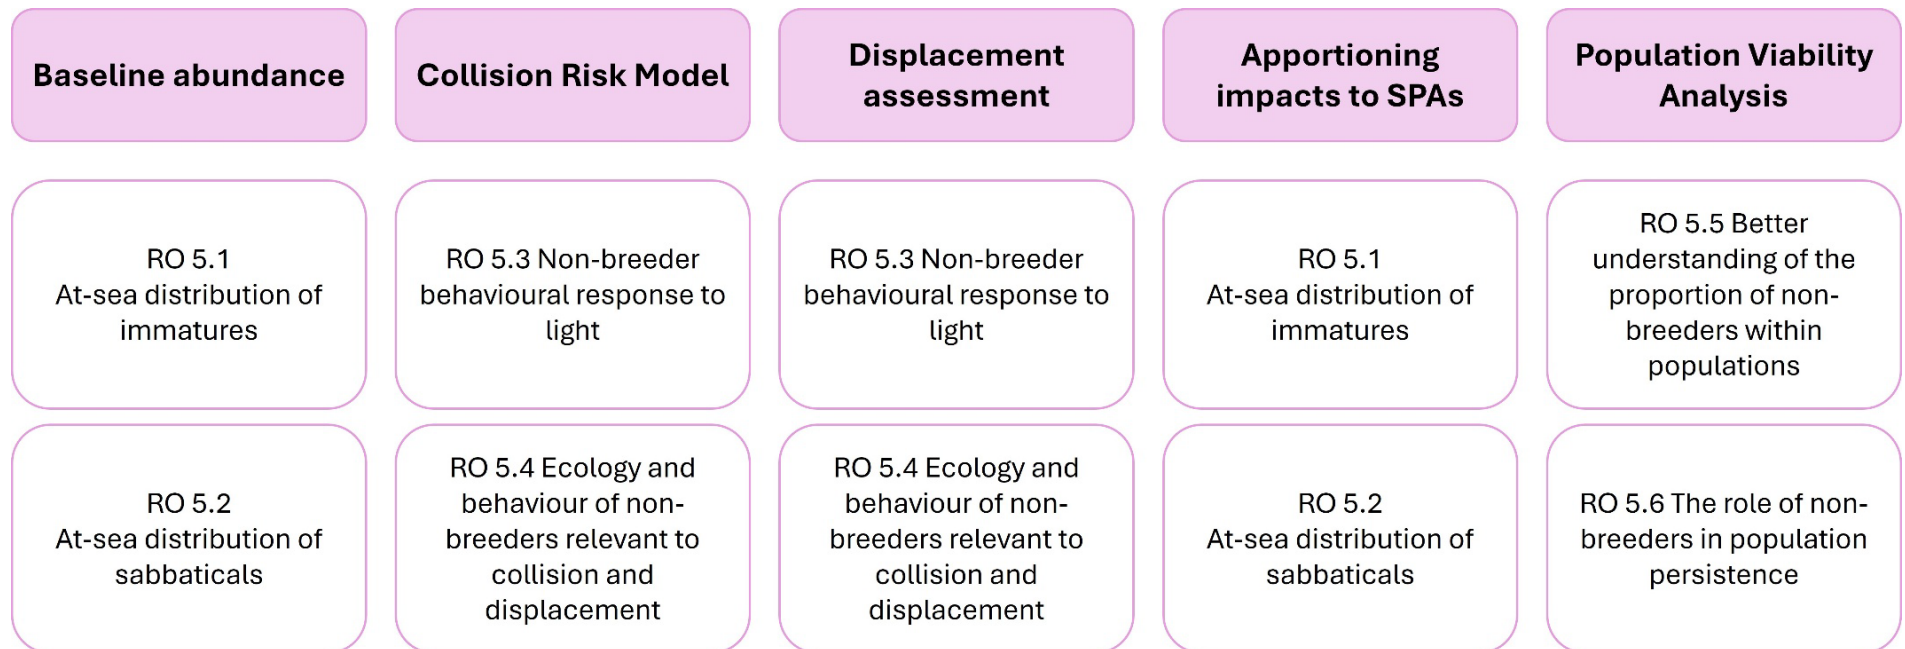 Baseline abundance
Collision Risk Model
Displacement
assessment
Apportioning
impacts to SPAs
Population Viability
Analysis
RO 5.1
At-sea distribution of
immatures
RO 5.3 Non-breeder
behavioural response to
light
RO 5.3 Non-breeder
behavioural response to
light
RO 5.1
At-sea distribution of
immatures
RO 5.5 Better
understanding of the
proportion of non-
breeders within
populations
RO 5.2
At-sea distribution of
sabbaticals
RO 5.4 Ecology and
behaviour of non-
breeders relevant to
collision and
displacement
RO 5.4 Ecology and
behaviour of non-
breeders relevant to
collision and
displacement
RO 5.2
At-sea distribution of
sabbaticals
RO 5.6 The role of non-
breeders in population
persistence